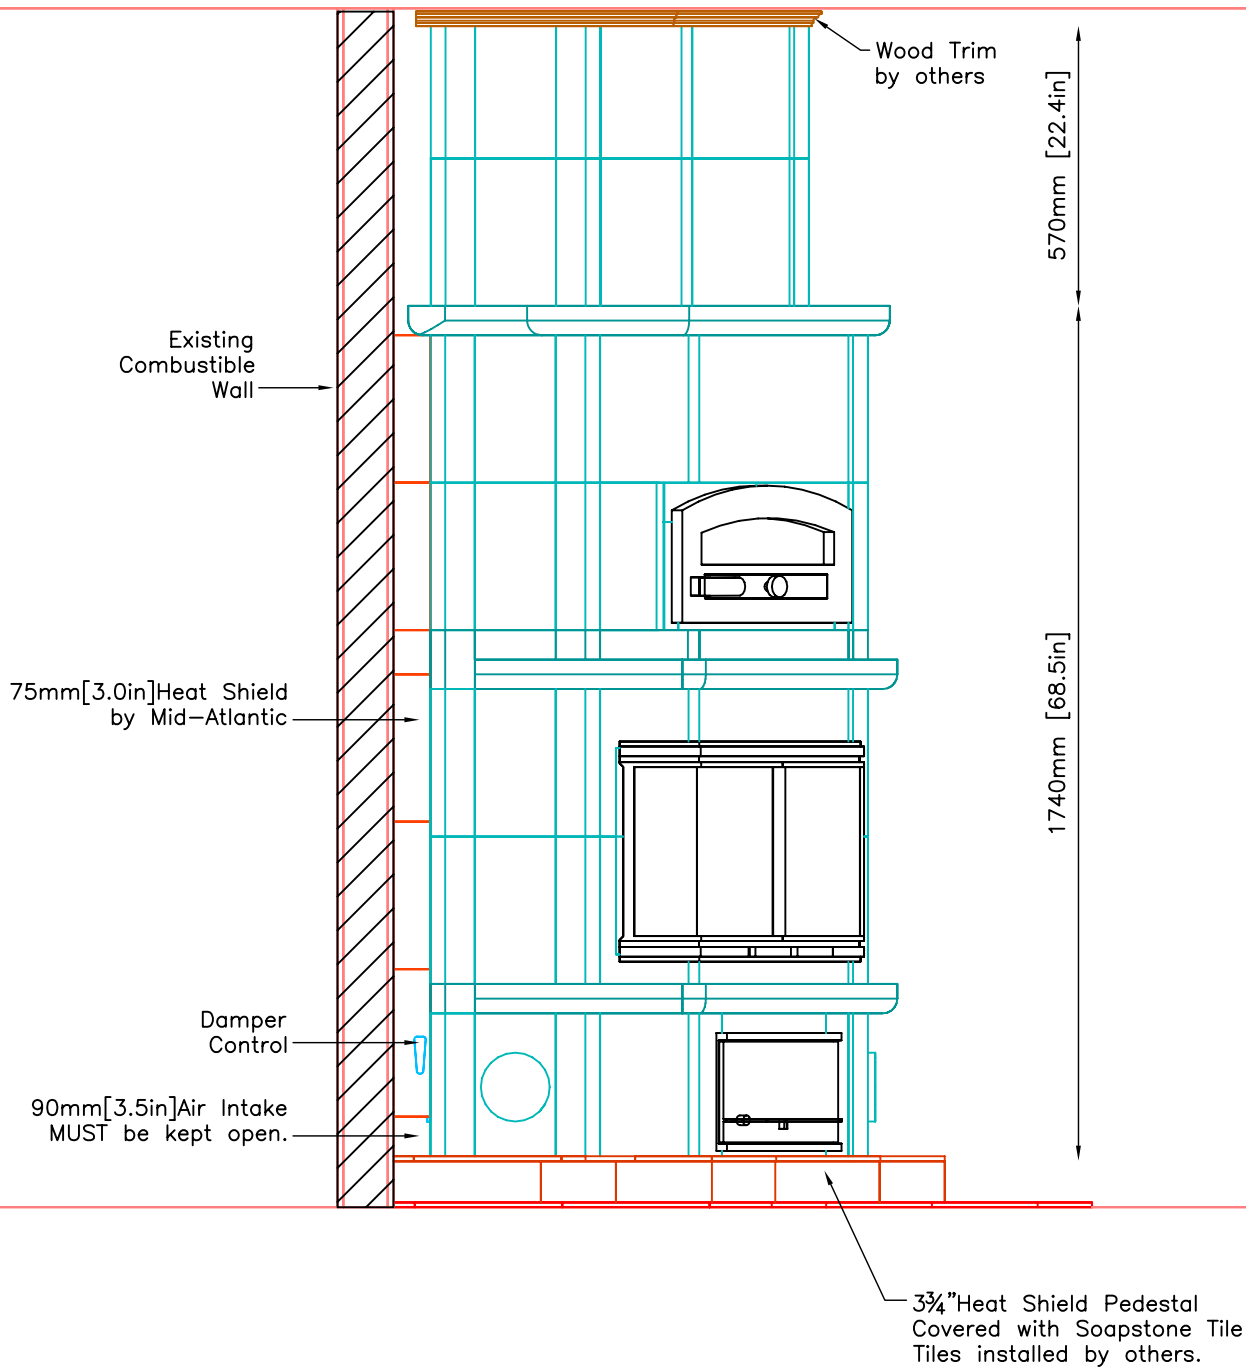 Wood Trim
by others
570mm [22.4in]
Existing
Combustible
Wall
75mm[3.0in]Heat Shield
by Mid-Atlantic
1740mm [68.5in]
Damper
Control
90mm[3.5in]Air Intake
MUST be kept open.
3¾"Heat Shield Pedestal
Covered with Soapstone Tile
Tiles installed by others.